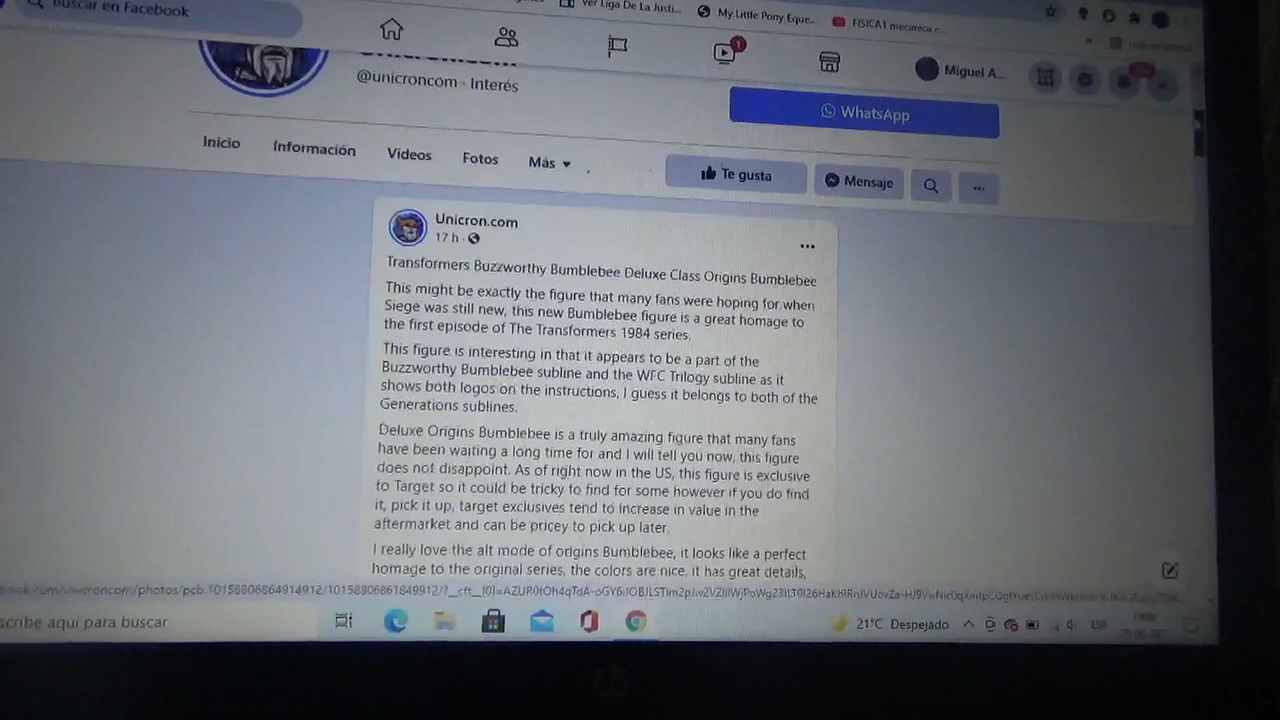 Buscar en Facebook
Ver Liga De La Justi...
My Little Pony Eque...
FISICA1 mecanica c...
@unicroncom · Interés
1
Miguel A...
WhatsApp
Inicio
Información
Videos
Fotos
Más
Te gusta
Mensaje
...
Unicron.com
17 h ·
...
Transformers Buzzworthy Bumblebee Deluxe Class Origins Bumblebee
This might be exactly the figure that many fans were hoping for when
Siege was still new, this new Bumblebee figure is a great homage to
the first episode of The Transformers 1984 series.
This figure is interesting in that it appears to be a part of the
Buzzworthy Bumblebee subline and the WFC Trilogy subline as it
shows both logos on the instructions, I guess it belongs to both of the
Generations sublines.
Deluxe Origins Bumblebee is a truly amazing figure that many fans
have been waiting a long time for and I will tell you now, this figure
does not disappoint. As of right now in the US, this figure is exclusive
to Target so it could be tricky to find for some however if you do find
it, pick it up, target exclusives tend to increase in value in the
aftermarket and can be pricey to pick up later.
I really love the alt mode of origins Bumblebee, it looks like a perfect
homage to the original series, the colors are nice, it has great details,
scribe aquí para buscar
21°C Despejado
ESP
hp